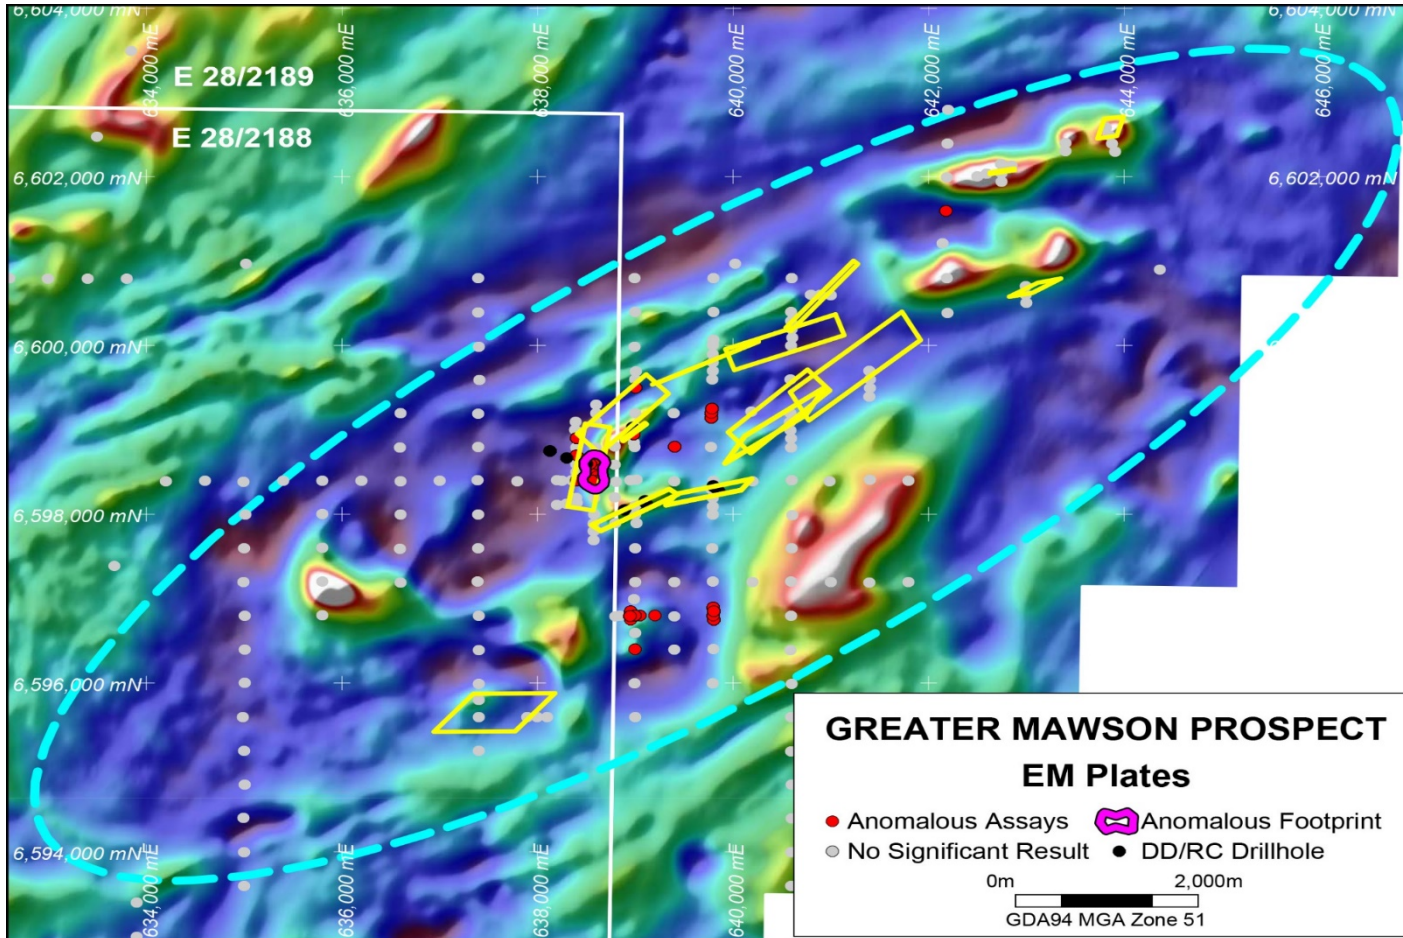 6,604,000 mN
634,000 mE
636,000 mE
638,000 mE
640,000 mE
642,000 mE
644,000 mE
646,000 mE
6,604,000 mN
E 28/2189
E 28/2188
6,602,000 mN
6,602,000 mN
6,600,000 mN
6,598,000 mN
6,596,000 mN
6,594,000 mN
634,000 mE
636,000 mE
638,000 mE
640,000 mE
GREATER MAWSON PROSPECT
EM Plates
Anomalous Assays
Anomalous Footprint
No Significant Result
DD/RC Drillhole
0m
2,000m
GDA94 MGA Zone 51